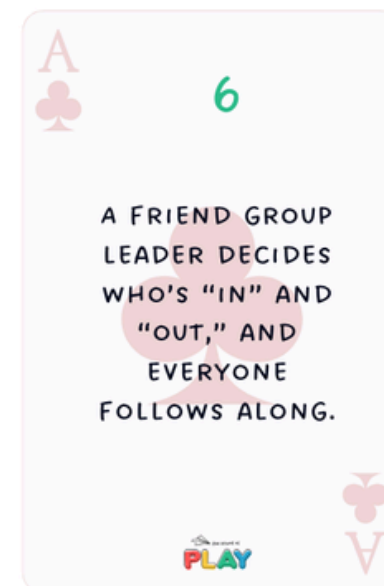 A
6
A FRIEND GROUP
LEADER DECIDES
WHO'S "IN" AND
"OUT," AND
EVERYONE
FOLLOWS ALONG.
PLAY
A